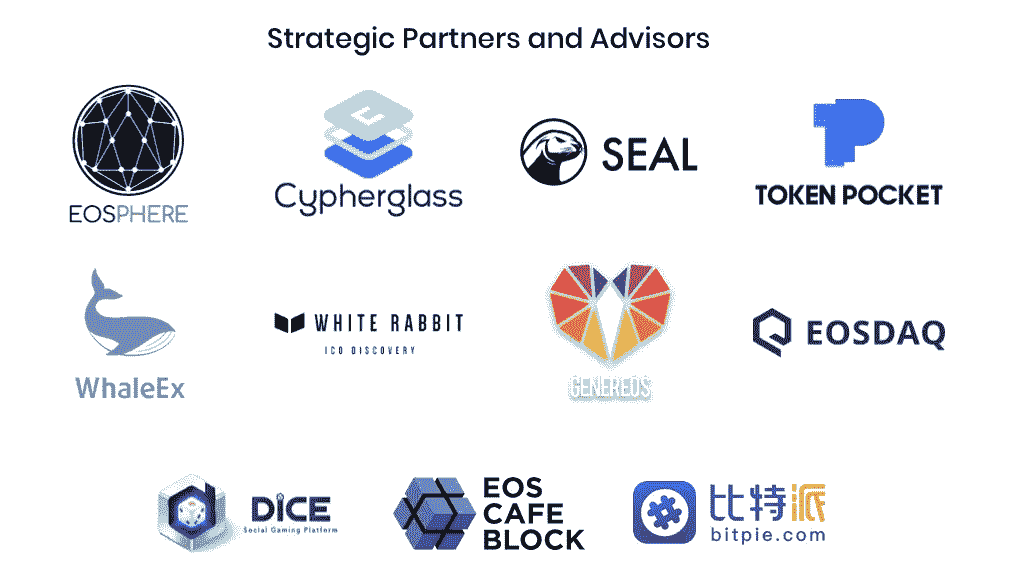 Strategic Partners and Advisors
EOSPHERE
Cypherglass
SEAL
TOKEN POCKET
WhaleEx
WHITE RABBIT
ICO DISCOVERY
GENEREOS
EOSDAQ
DICE
Social Gaming Platform
EOS
CAFE
BLOCK
比特派
bitpie.com